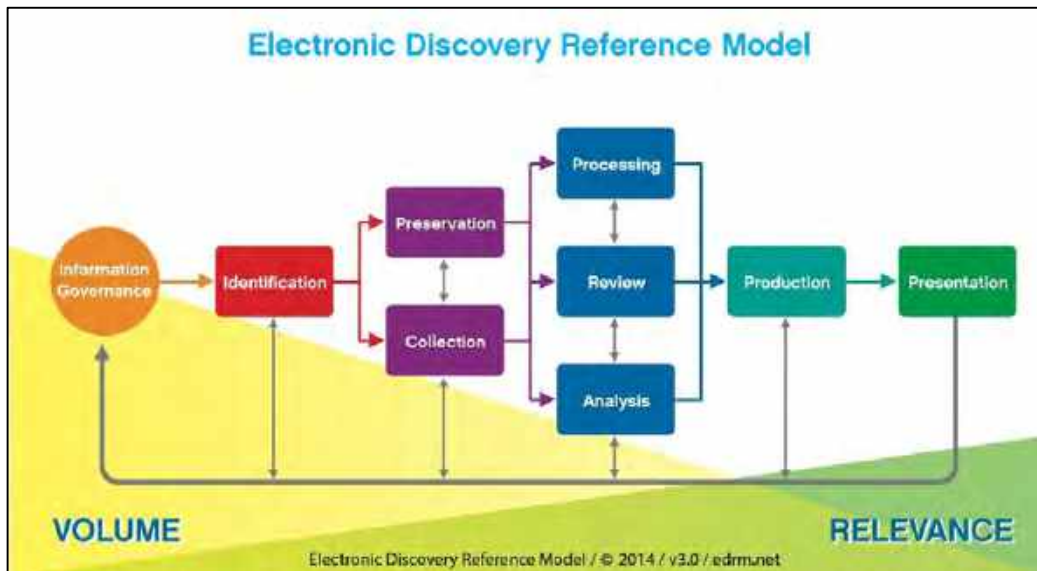 Electronic Discovery Reference Model
Processing
Preservation
Information
Governance
Identification
Review
Production
Presentation
Collection
Analysis
VOLUME
RELEVANCE
Electronic Discovery Reference Model / © 2014 / v3.0 / edrm.net